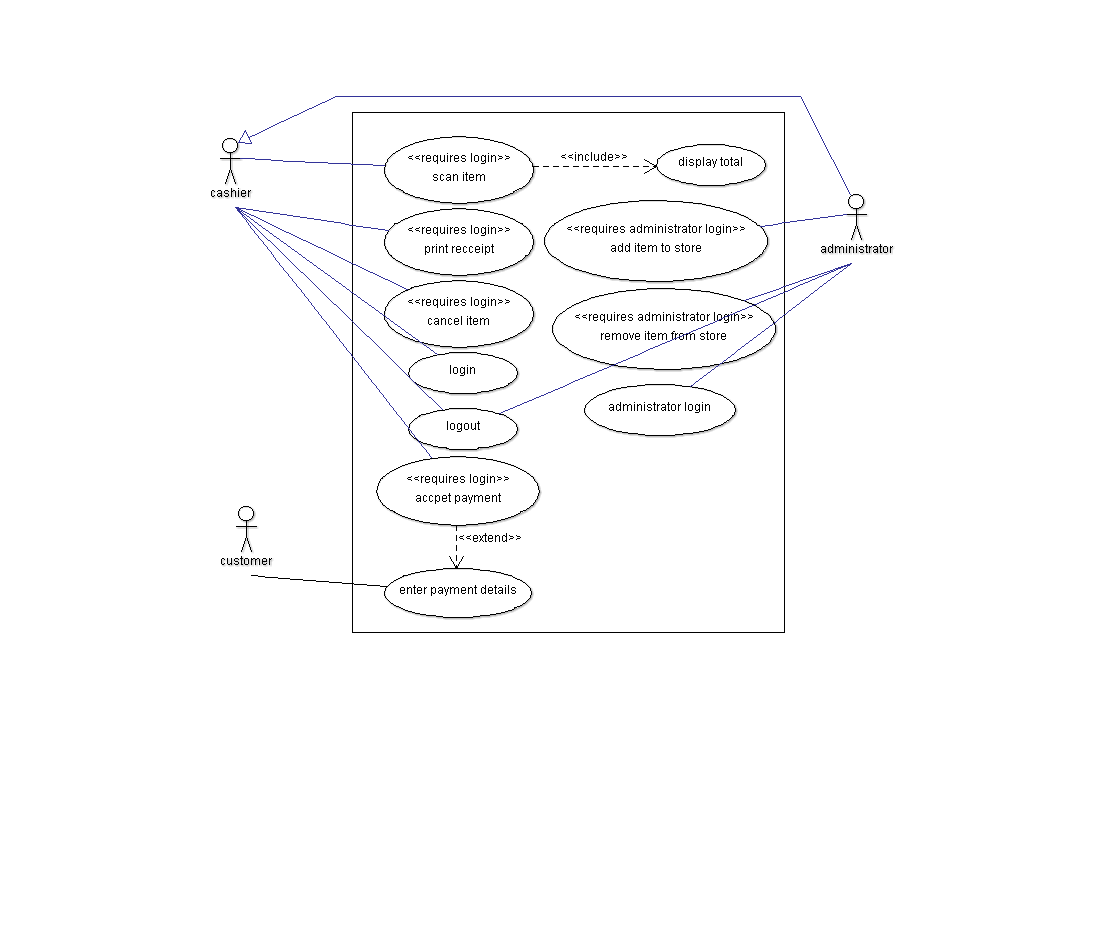 <<requires login>>
scan item
<<include>>
display total
cashier
<<requires login>>
print recceipt
<<requires administrator login>>
add item to store
administrator
<<requires login>>
cancel item
<<requires administrator login>>
remove item from store
login
administrator login
logout
<<requires login>>
accpet payment
<<extend>>
customer
enter payment details